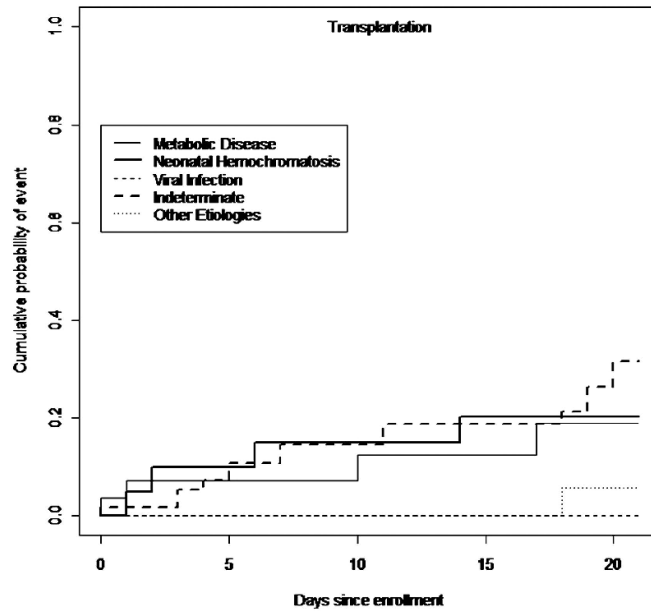 Transplantation
Metabolic Disease
Neonatal Hemochromatosis
Viral Infection
Indeterminate
Other Etiologies
Cumulative probability of event
1.0
0.8
0.6
0.4
0.2
0.0
0 5 10 15 20
Days since enrollment